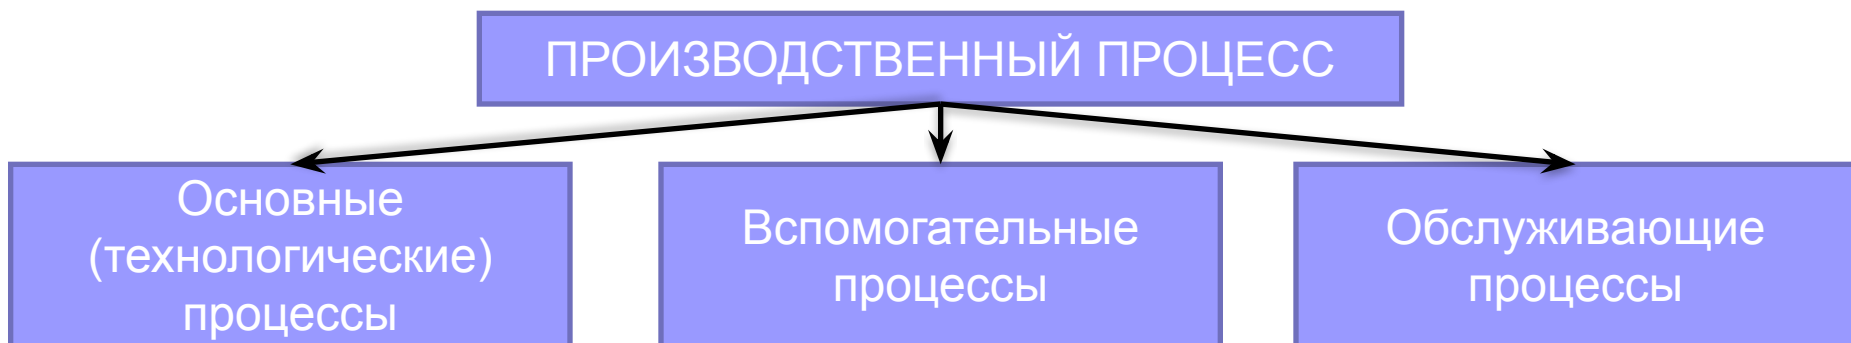 ПРОИЗВОДСТВЕННЫЙ ПРОЦЕСС
Основные
(технологические)
процессы
Вспомогательные
процессы
Обслуживающие
процессы